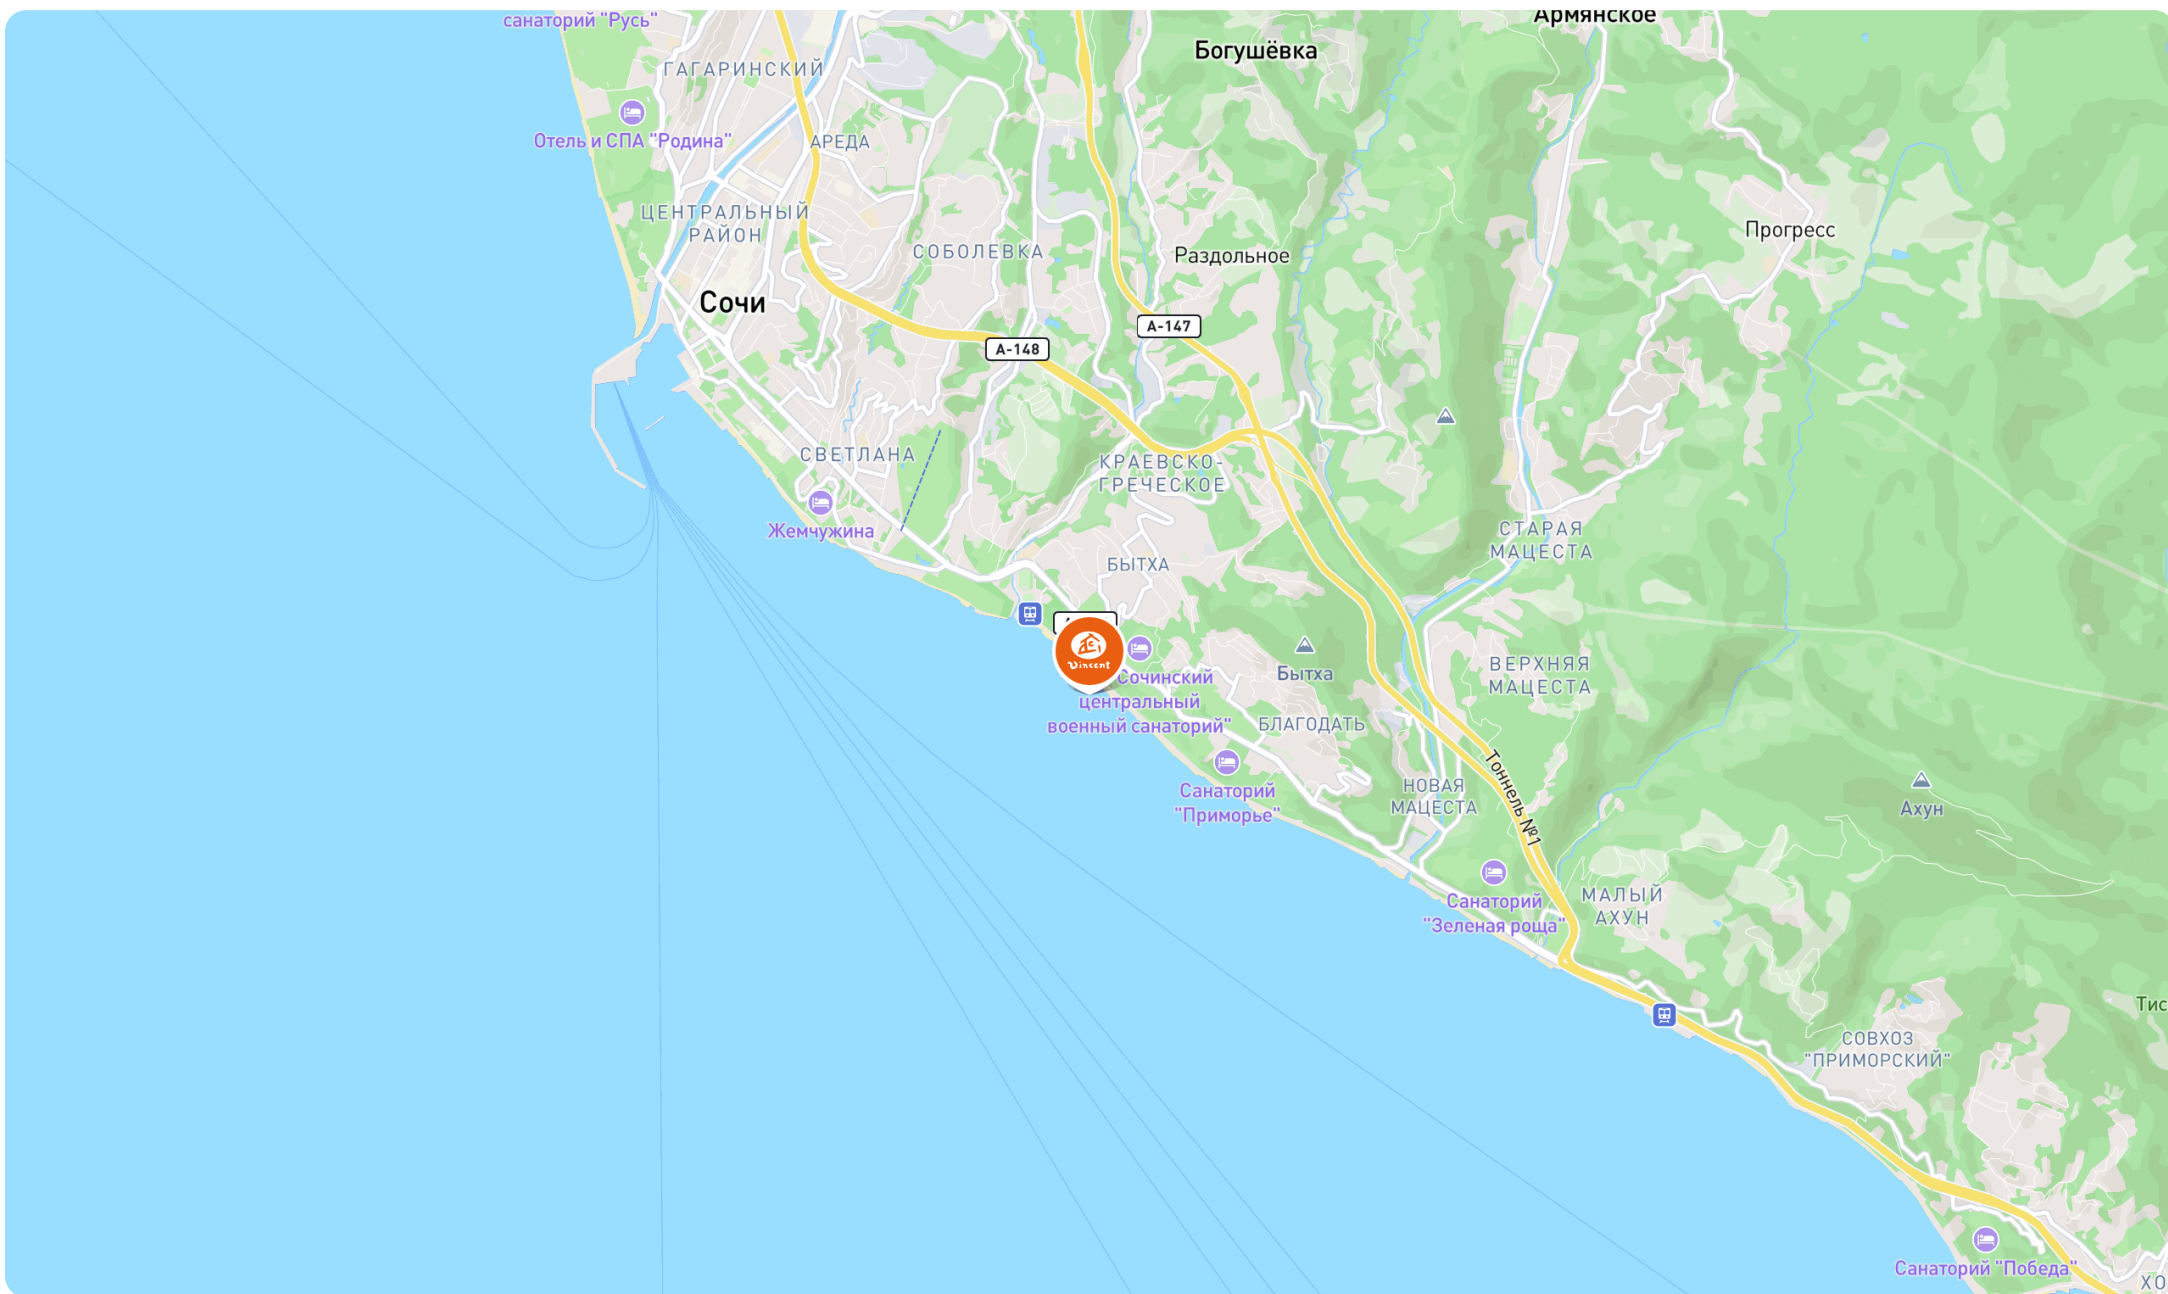 санаторий "Русь"
Армянское
Богушёвка
ГАГАРИНСКИЙ
Отель и СПА "Родина"
АРЕДА
ЦЕНТРАЛЬНЫЙ
РАЙОН
СОБОЛЕВКА
Раздольное
Прогресс
Сочи
А-147
А-148
СВЕТЛАНА
КРАЕВСКО-
ГРЕЧЕСКОЕ
Жемчужина
СТАРАЯ
МАЦЕСТА
БЫТХА
Vincent
Сочинский
центральный
военный санаторий"
Бытха
ВЕРХНЯЯ
МАЦЕСТА
БЛАГОДАТЬ
Санаторий
"Приморье"
НОВАЯ
МАЦЕСТА
Тоннель №1
Ахун
Санаторий
"Зеленая роща"
МАЛЫЙ
АХУН
Тис
СОВХОЗ
"ПРИМОРСКИЙ"
Санаторий "Победа"
ХО